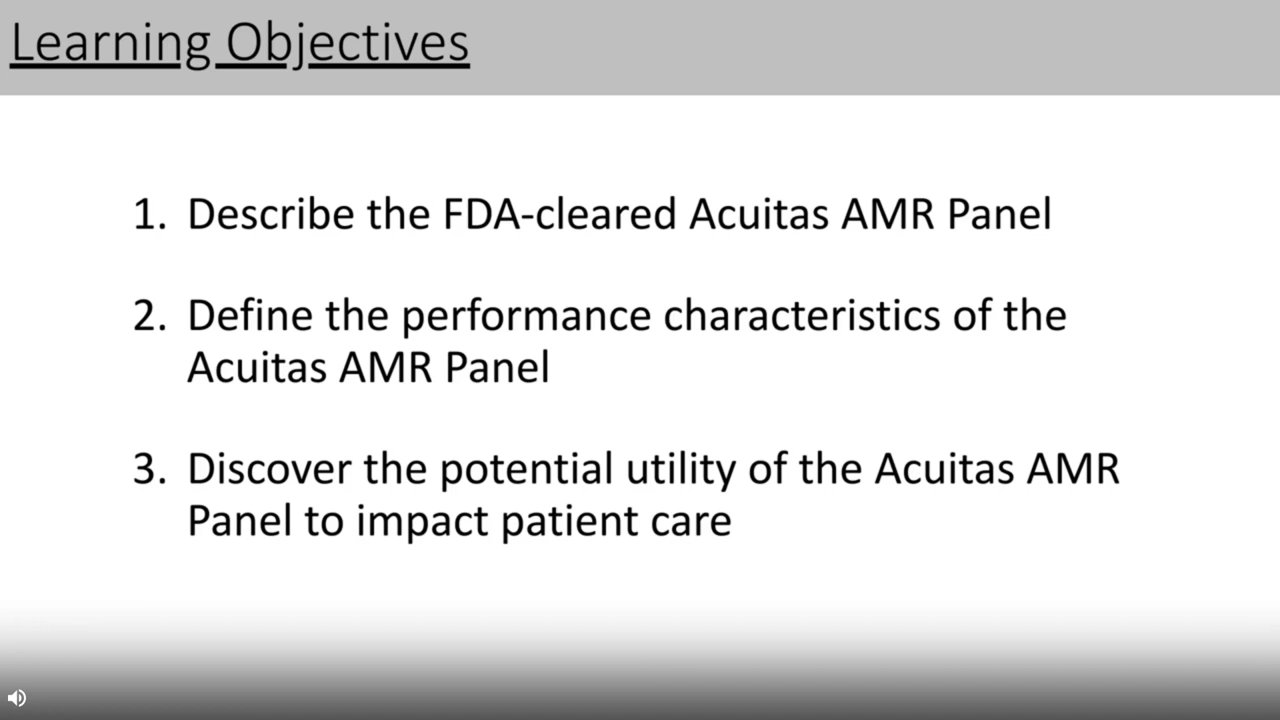 Learning Objectives
1. Describe the FDA-cleared Acuitas AMR Panel
2. Define the performance characteristics of the
Acuitas AMR Panel
3. Discover the potential utility of the Acuitas AMR
Panel to impact patient care